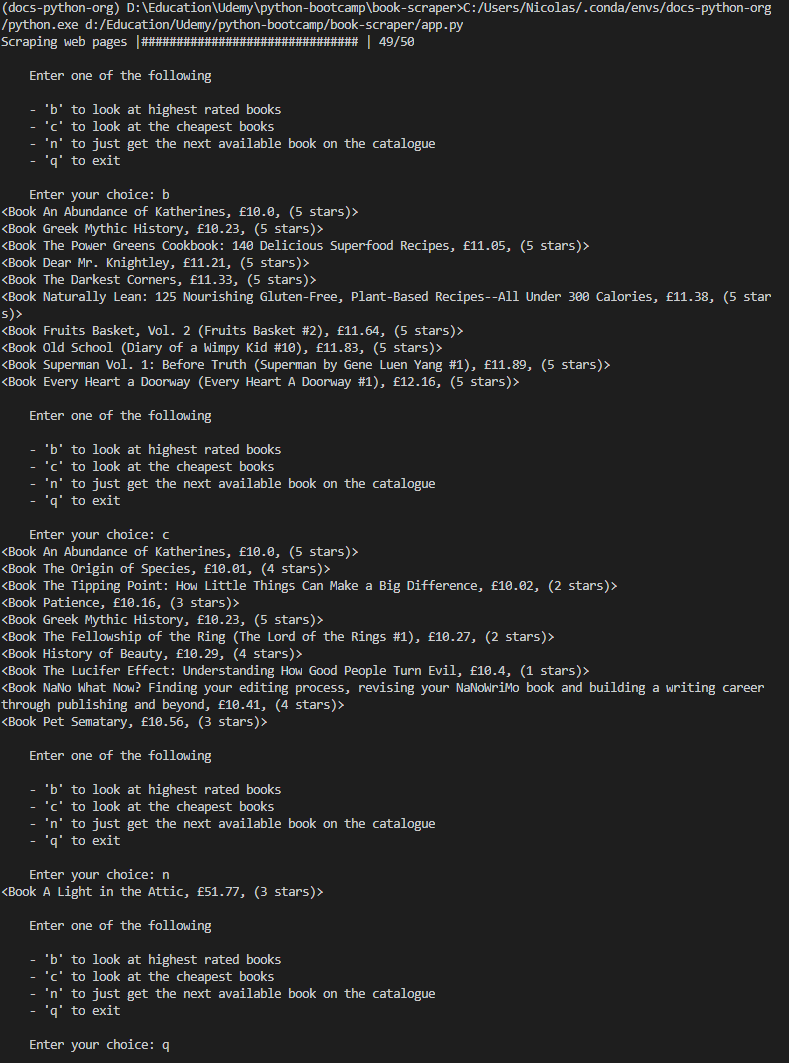 (docs-python-org) D:\Education\Udemy\python-bootcamp\book-scraper>C:/Users/Nicolas/.conda/envs/docs-python-org
/python.exe d:/Education/Udemy/python-bootcamp/book-scraper/app.py
Scraping web pages |############################### | 49/50
Enter one of the following
- 'b' to look at highest rated books
- 'c' to look at the cheapest books
- 'n' to just get the next available book on the catalogue
- 'q' to exit
Enter your choice: b
<Book An Abundance of Katherines, £10.0, (5 stars)>
<Book Greek Mythic History, £10.23, (5 stars)>
<Book The Power Greens Cookbook: 140 Delicious Superfood Recipes, £11.05, (5 stars)>
<Book Dear Mr. Knightley, £11.21, (5 stars)>
<Book The Darkest Corners, £11.33, (5 stars)>
<Book Naturally Lean: 125 Nourishing Gluten-Free, Plant-Based Recipes--All Under 300 Calories, £11.38, (5 star
s)>
<Book Fruits Basket, Vol. 2 (Fruits Basket #2), £11.64, (5 stars)>
<Book Old School (Diary of a Wimpy Kid #10), £11.83, (5 stars)>
<Book Superman Vol. 1: Before Truth (Superman by Gene Luen Yang #1), £11.89, (5 stars)>
<Book Every Heart a Doorway (Every Heart A Doorway #1), £12.16, (5 stars)>
Enter one of the following
- 'b' to look at highest rated books
- 'c' to look at the cheapest books
- 'n' to just get the next available book on the catalogue
- 'q' to exit
Enter your choice: c
<Book An Abundance of Katherines, £10.0, (5 stars)>
<Book The Origin of Species, £10.01, (4 stars)>
<Book The Tipping Point: How Little Things Can Make a Big Difference, £10.02, (2 stars)>
<Book Patience, £10.16, (3 stars)>
<Book Greek Mythic History, £10.23, (5 stars)>
<Book The Fellowship of the Ring (The Lord of the Rings #1), £10.27, (2 stars)>
<Book History of Beauty, £10.29, (4 stars)>
<Book The Lucifer Effect: Understanding How Good People Turn Evil, £10.4, (1 stars)>
<Book NaNo What Now? Finding your editing process, revising your NaNoWriMo book and building a writing career
through publishing and beyond, £10.41, (4 stars)>
<Book Pet Sematary, £10.56, (3 stars)>
Enter one of the following
- 'b' to look at highest rated books
- 'c' to look at the cheapest books
- 'n' to just get the next available book on the catalogue
- 'q' to exit
Enter your choice: n
<Book A Light in the Attic, £51.77, (3 stars)>
Enter one of the following
- 'b' to look at highest rated books
- 'c' to look at the cheapest books
- 'n' to just get the next available book on the catalogue
- 'q' to exit
Enter your choice: q